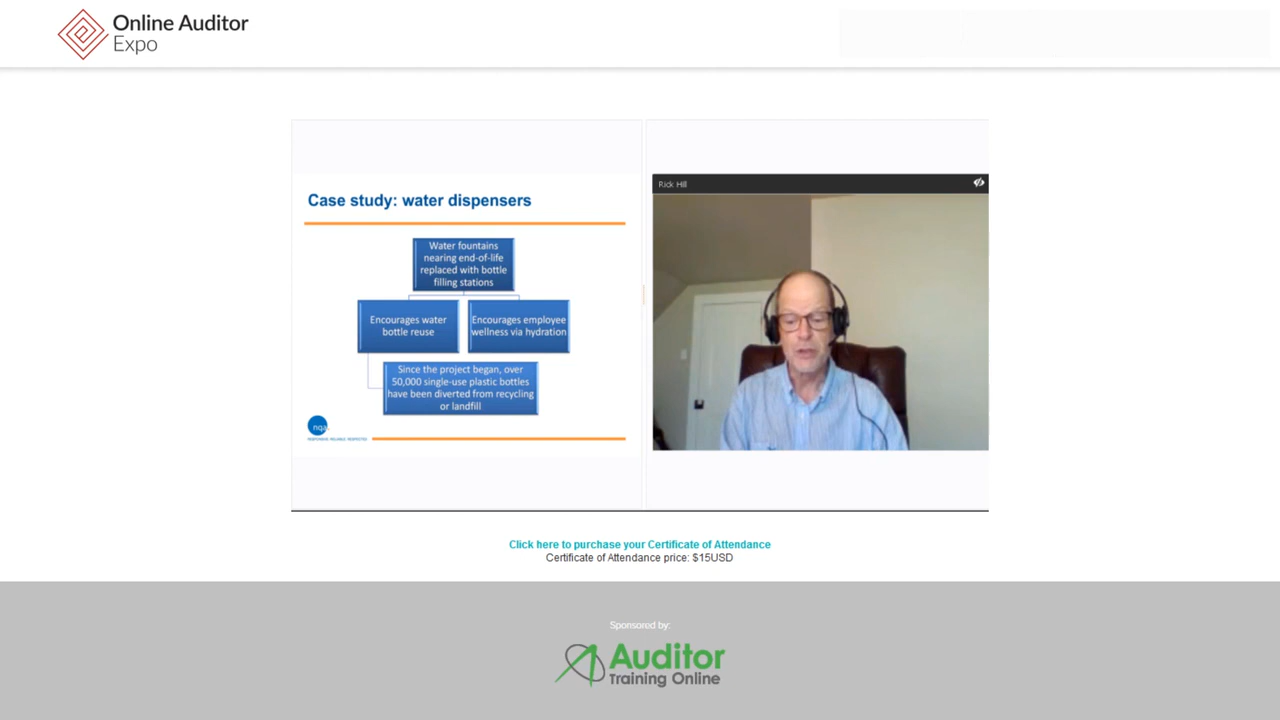 Online Auditor
Expo
Case study: water dispensers
Water fountains
nearing end-of-life
replaced with bottle
filling stations
Encourages water
bottle reuse
Encourages employee
wellness via hydration
Since the project began, over
50,000 single-use plastic bottles
have been diverted from recycling
or landfill
nqa
RESPONSIVE. RELIABLE. RESPECTED.
Rick Hill
Click here to purchase your Certificate of Attendance
Certificate of Attendance price: $15USD
Sponsored by:
Auditor
Training Online